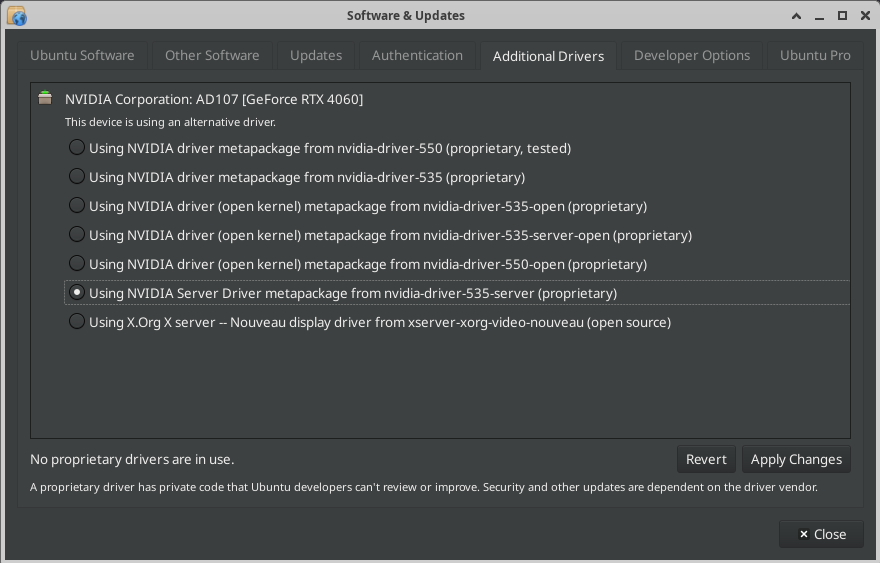 Software & Updates
Ubuntu Software Other Software Updates Authentication Additional Drivers Developer Options Ubuntu Pro
NVIDIA Corporation: AD107 [GeForce RTX 4060]
This device is using an alternative driver.
Using NVIDIA driver metapackage from nvidia-driver-550 (proprietary, tested)
Using NVIDIA driver metapackage from nvidia-driver-535 (proprietary)
Using NVIDIA driver (open kernel) metapackage from nvidia-driver-535-open (proprietary)
Using NVIDIA driver (open kernel) metapackage from nvidia-driver-535-server-open (proprietary)
Using NVIDIA driver (open kernel) metapackage from nvidia-driver-550-open (proprietary)
Using NVIDIA Server Driver metapackage from nvidia-driver-535-server (proprietary)
Using X.Org X server -- Nouveau display driver from xserver-xorg-video-nouveau (open source)
No proprietary drivers are in use.
Revert Apply Changes
A proprietary driver has private code that Ubuntu developers can't review or improve. Security and other updates are dependent on the driver vendor.
Close